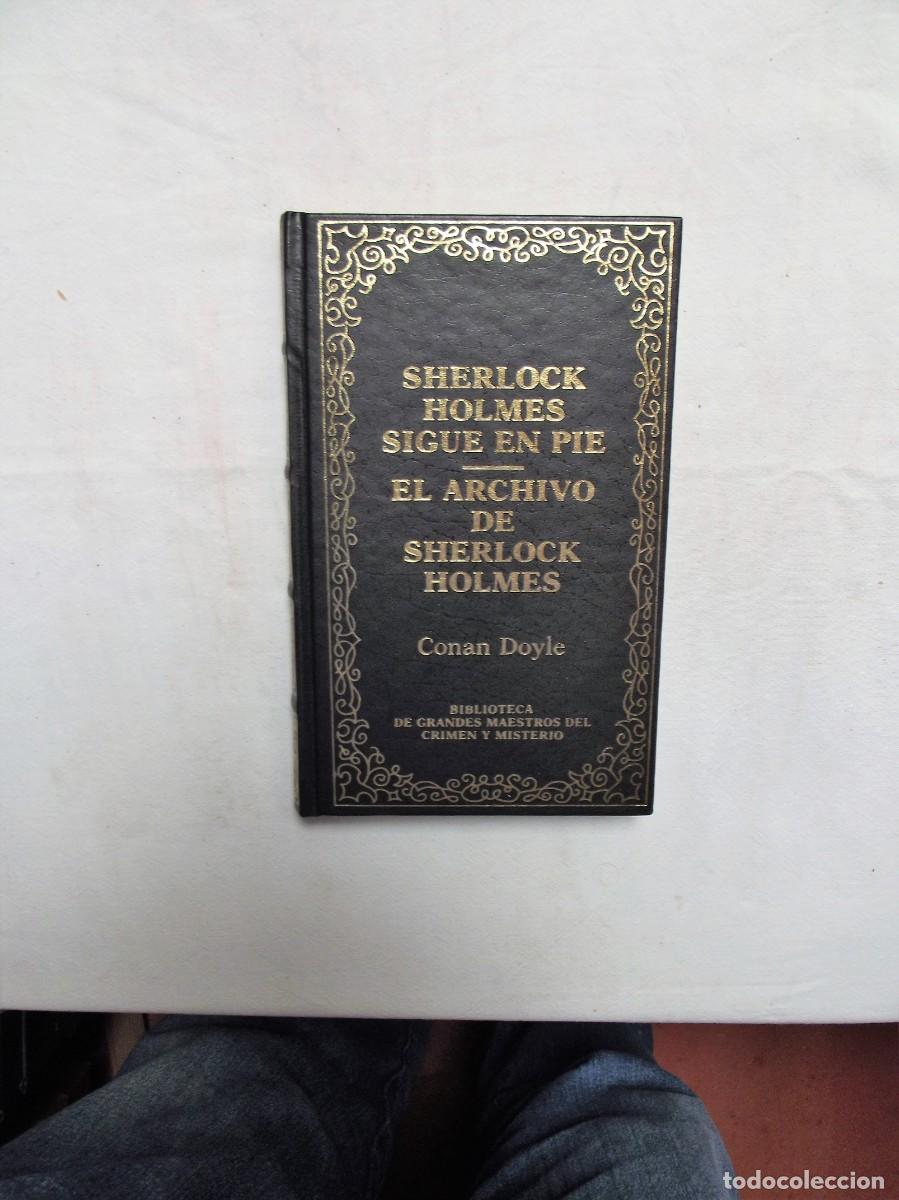 SHERLOCK
HOLMES
SIGUE EN PIE
EL ARCHIVO
DE
SHERLOCK
HOLMES
Conan Doyle
BIBLIOTECA
DE GRANDES MAESTROS DEL
CRIMEN Y MISTERIO
todocoleccion